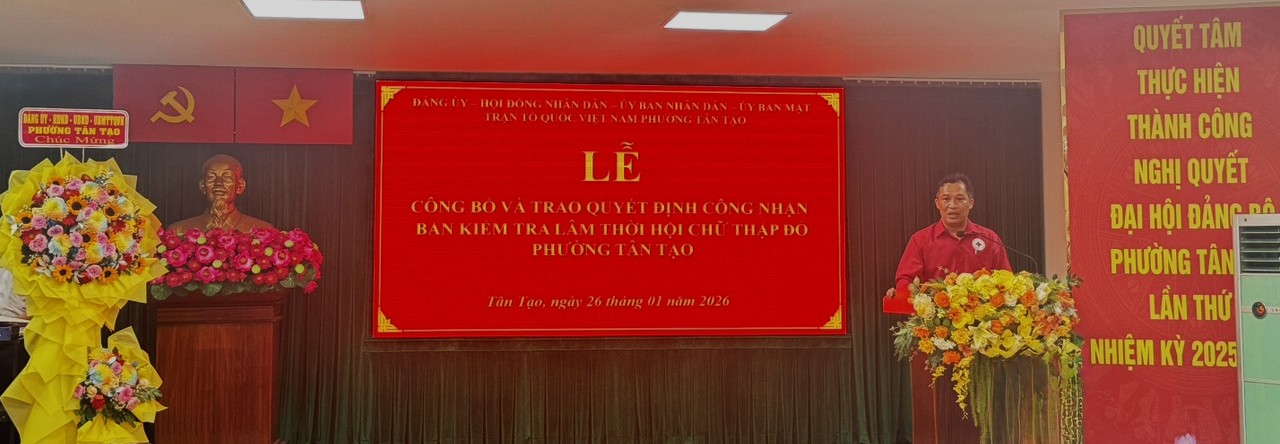 ĐẢNG ỦY - HĐND - UBND - UBMTTQVN
PHƯỜNG TÂN TẠO
Chúc Mừng
ĐẢNG ỦY – HỘI ĐỒNG NHÂN DÂN – ỦY BAN NHÂN DÂN – ỦY BAN MẶT
TRẬN TỔ QUỐC VIỆT NAM PHƯỜNG TÂN TẠO
LỄ
CÔNG BỐ VÀ TRAO QUYẾT ĐỊNH CÔNG NHẬN
BAN KIỂM TRA LÂM THỜI HỘI CHỮ THẬP ĐỎ
PHƯỜNG TÂN TẠO
Tân Tạo, ngày 26 tháng 01 năm 2026
QUYẾT TÂM
THỰC HIỆN
THÀNH CÔNG
NGHỊ QUYẾT
ĐẠI HỘI ĐẢNG BỘ
PHƯỜNG TÂN
LẦN THỨ
NHIỆM KỲ 2025